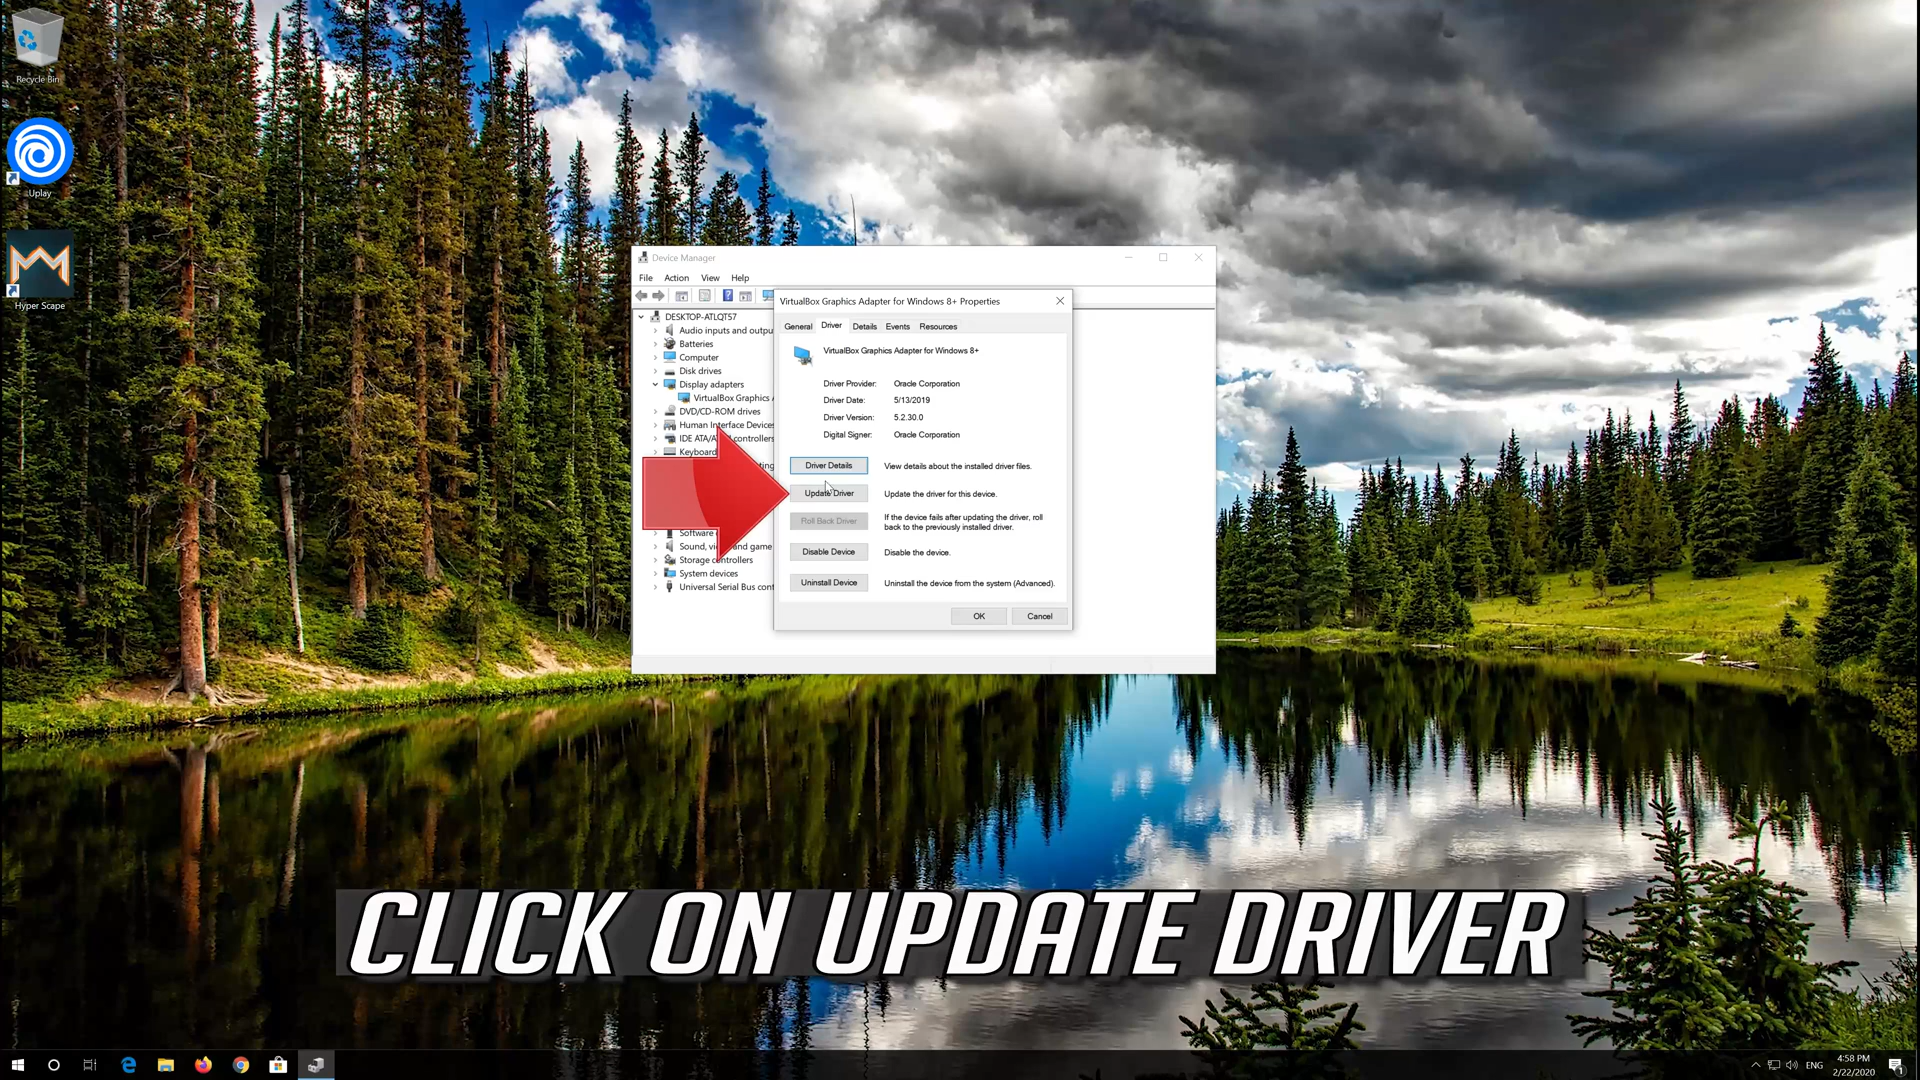 Recycle Bin
Uplay
Hyper Scape
Device Manager
File Action View Help
DESKTOP-ATLQT57
Audio inputs and outpu
Batteries
Computer
Disk drives
Display adapters
VirtualBox Graphics A
DVD/CD-ROM drives
Human Interface Devices
IDE ATA/A controllers
Keyboard
ting
Software
Sound, vi and game
Storage controllers
System devices
Universal Serial Bus cont
VirtualBox Graphics Adapter for Windows 8+ Properties
General Driver Details Events Resources
VirtualBox Graphics Adapter for Windows 8+
Driver Provider: Oracle Corporation
Driver Date: 5/13/2019
Driver Version: 5.2.30.0
Digital Signer: Oracle Corporation
Driver Details View details about the installed driver files.
Update Driver Update the driver for this device.
Roll Back Driver If the device fails after updating the driver, roll
back to the previously installed driver.
Disable Device Disable the device.
Uninstall Device Uninstall the device from the system (Advanced).
OK Cancel
CLICK ON UPDATE DRIVER
ENG
4:58 PM
2/22/2020
1